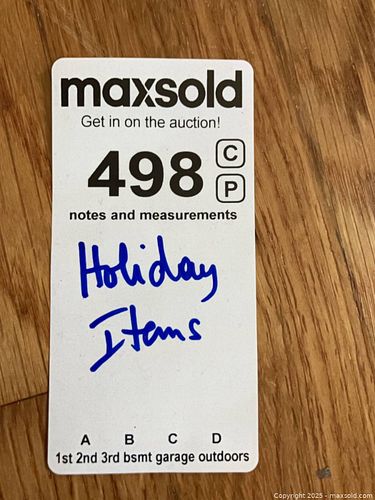 maxsold
Get in on the auction!
498 C
P
notes and measurements
Holiday
Items
A B C D
1st 2nd 3rd bsmt garage outdoors
Copyright 2025 - maxsold.com